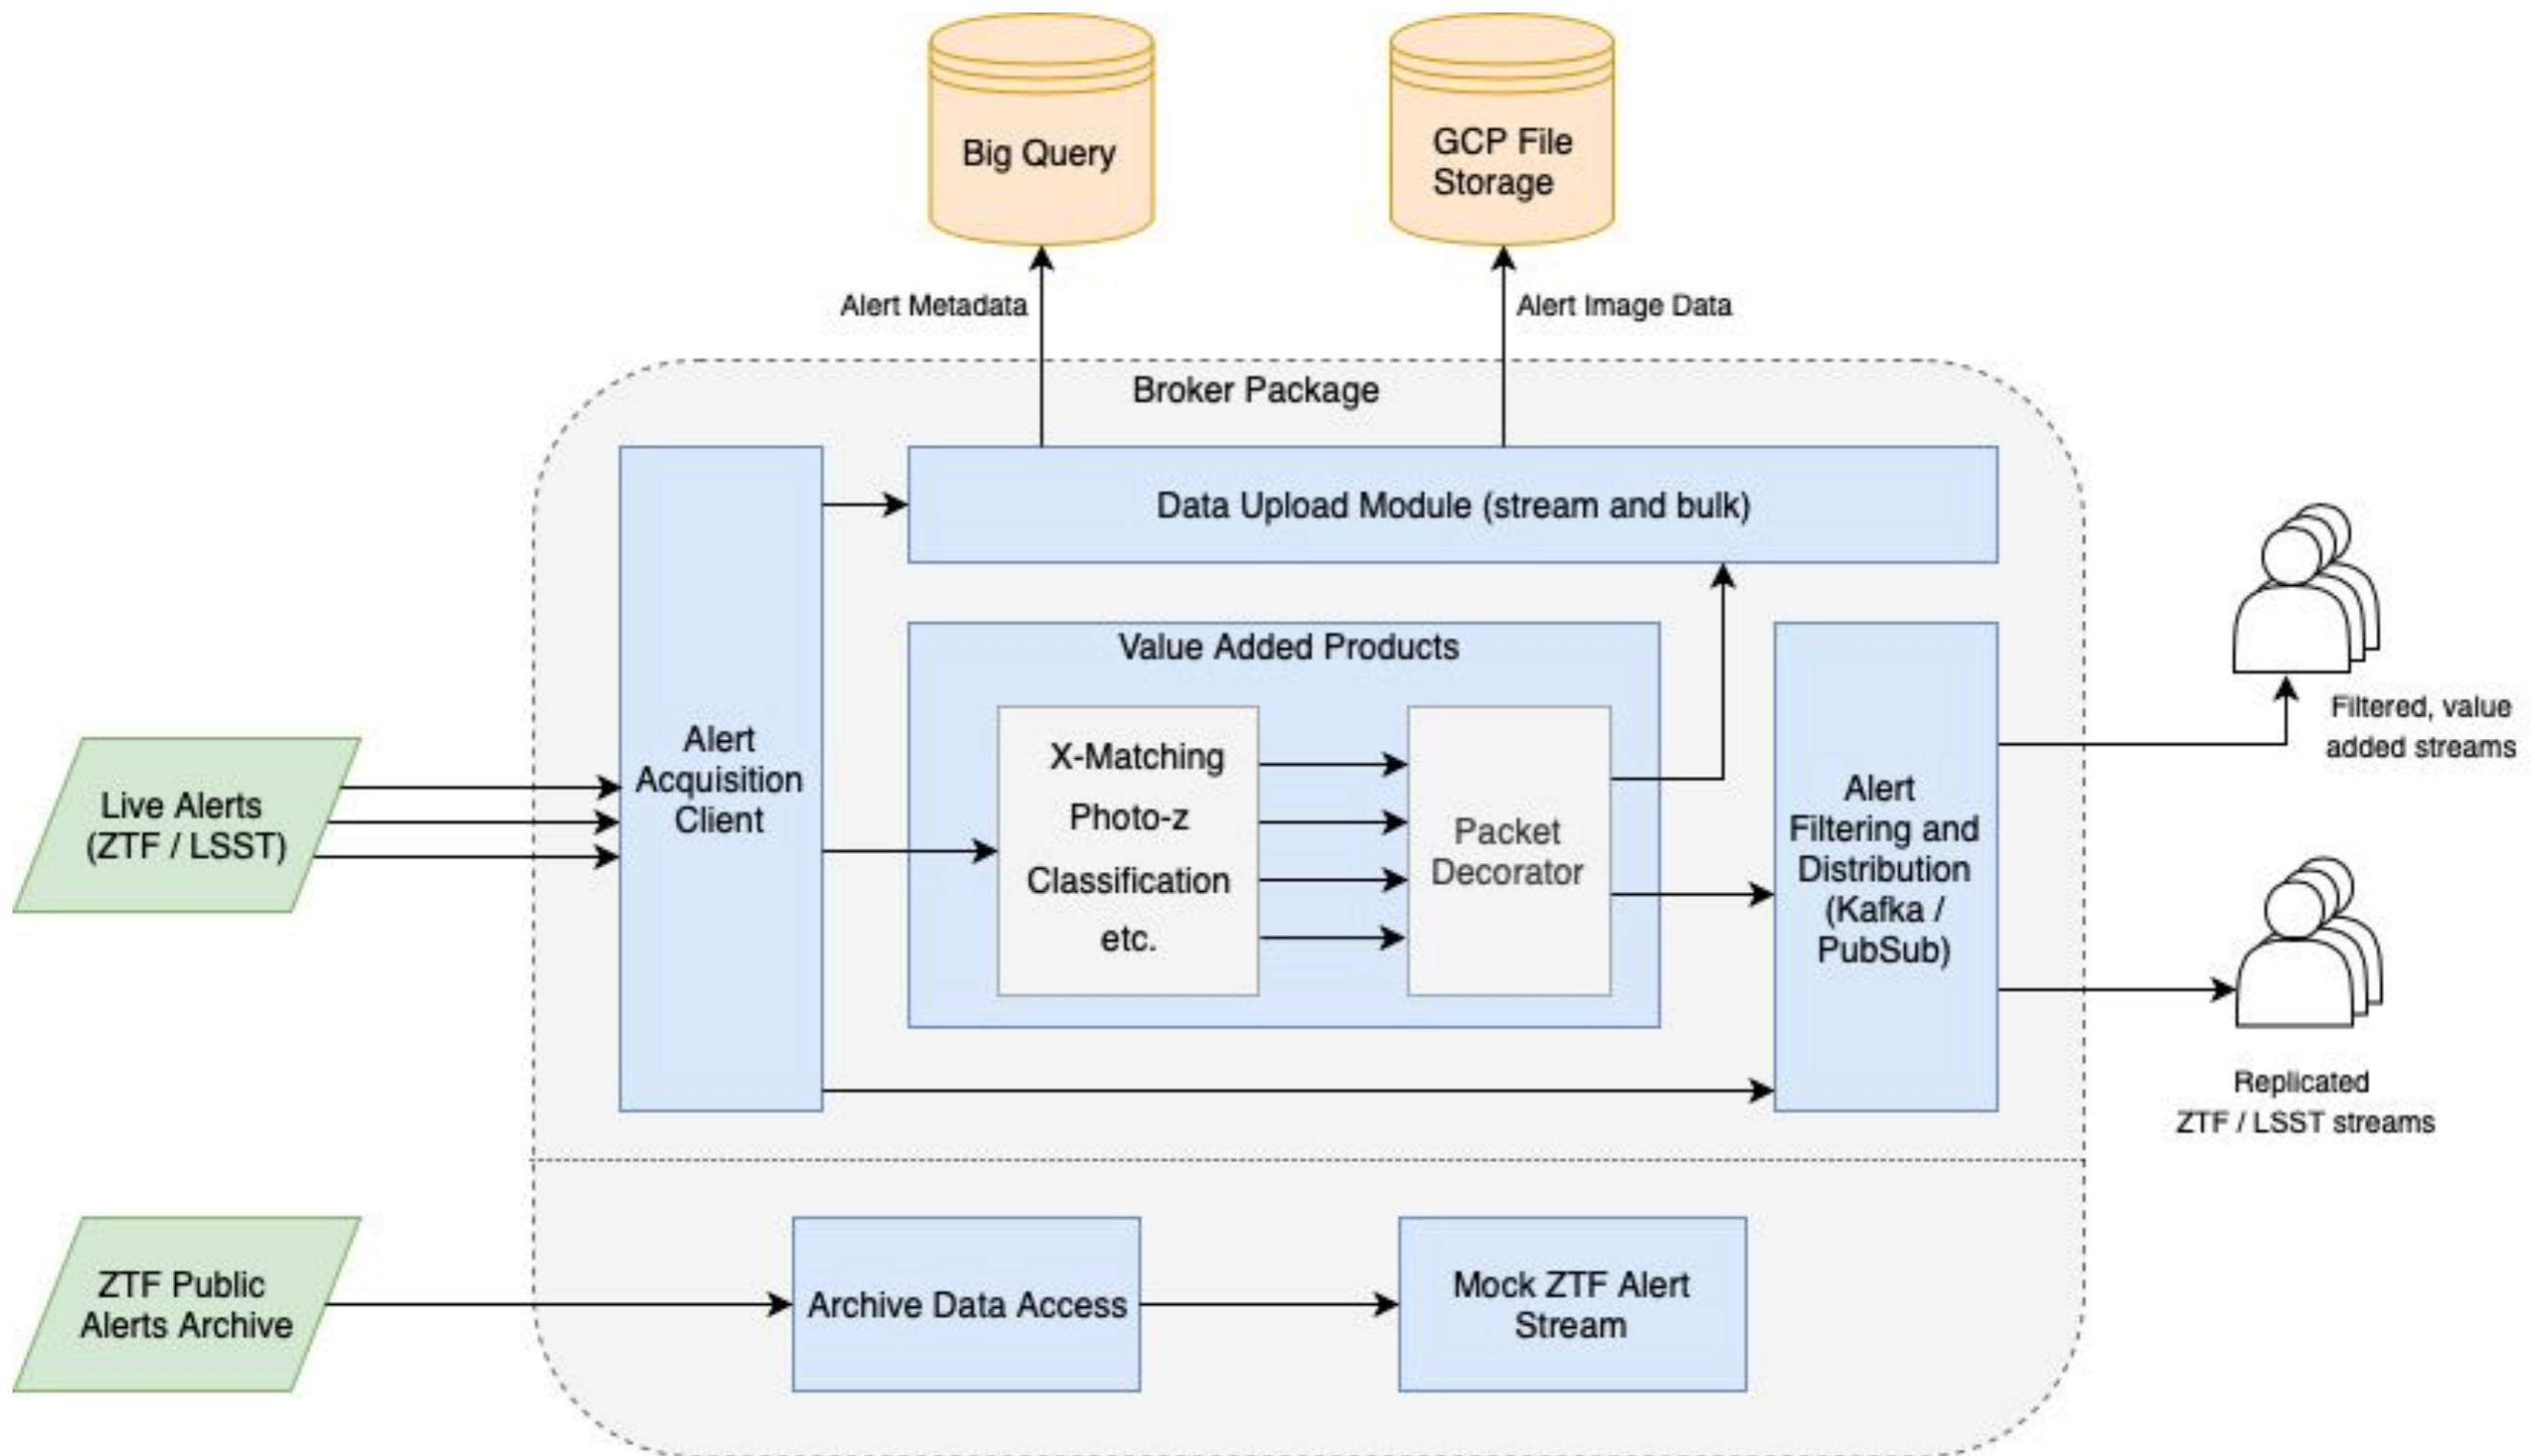 Big Query
GCP File
Storage
Alert Metadata
Alert Image Data
Broker Package
Data Upload Module (stream and bulk)
Alert
Acquisition
Client
Value Added Products
X-Matching
Photo-z
Classification
etc.
Packet
Decorator
Alert
Filtering and
Distribution
(Kafka /
PubSub)
Live Alerts
(ZTF / LSST)
Filtered, value
added streams
Replicated
ZTF / LSST streams
ZTF Public
Alerts Archive
Archive Data Access
Mock ZTF Alert
Stream